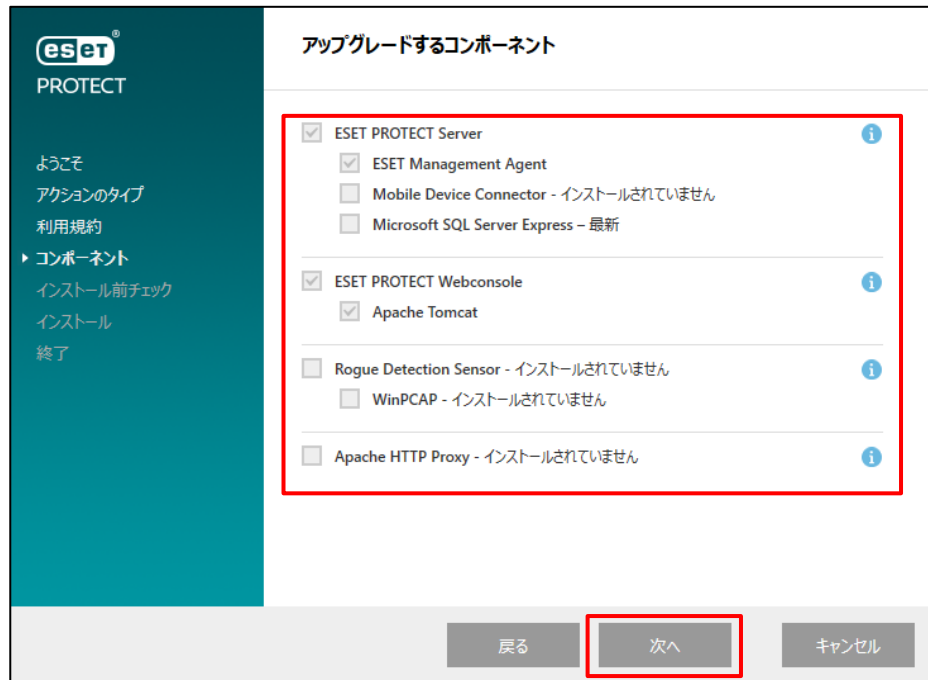 eset®
PROTECT
ようこそ
アクションのタイプ
利用規約
コンポーネント
インストール前チェック
インストール
終了
アップグレードするコンポーネント
ESET PROTECT Server
ESET Management Agent
Mobile Device Connector - インストールされていません
Microsoft SQL Server Express – 最新
ESET PROTECT Webconsole
Apache Tomcat
Rogue Detection Sensor - インストールされていません
WinPCAP - インストールされていません
Apache HTTP Proxy - インストールされていません
戻る
次へ
キャンセル